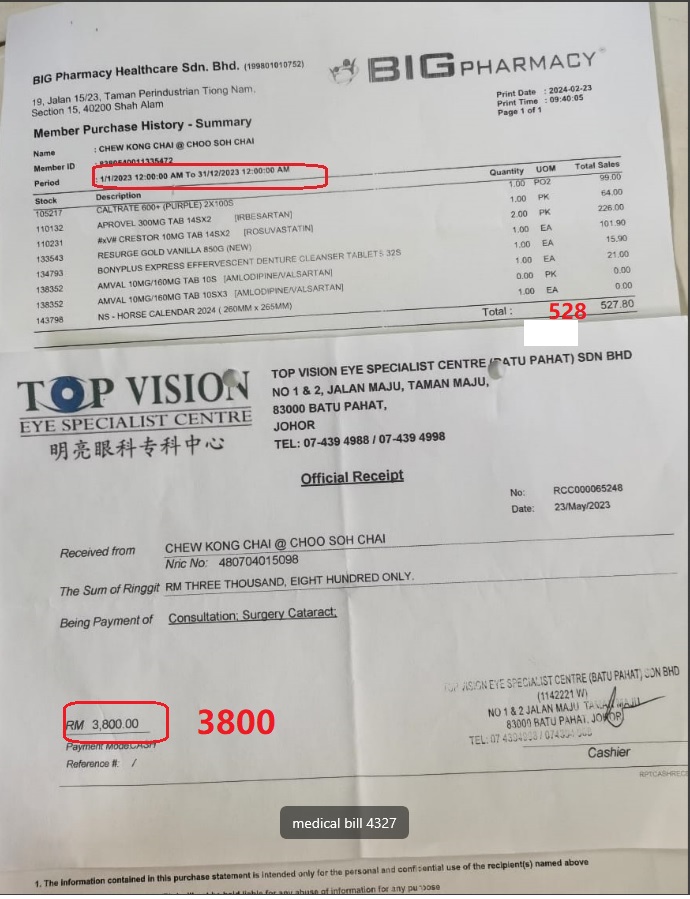 BIG Pharmacy Healthcare Sdn. Bhd. (199801010752)
BIG PHARMACY
19, Jalan 15/23, Taman Perindustrian Tiong Nam,
Section 15, 40200 Shah Alam
Print Date : 2024-02-23
Print Time : 09:40:05
Page 1 of 1
Member Purchase History - Summary
Name : CHEW KONG CHAI @ CHOO SOH CHAI
Member ID :
Period : 1/1/2023 12:00:00 AM To 31/12/2023 12:00:00 AM
Stock Description Quantity UOM Total Sales
105217 CALTRATE 600+ (PURPLE) 2X100S 1.00 PO2 99.00
110132 APROVEL 300MG TAB 14SX2 [IRBESARTAN] 1.00 PK 64.00
110231 #xV# CRESTOR 10MG TAB 14SX2 [ROSUVASTATIN] 2.00 PK 226.00
133543 RESURGE GOLD VANILLA 850G (NEW) 1.00 EA 101.90
134793 BONYPLUS EXPRESS EFFERVESCENT DENTURE CLEANSER TABLETS 32S 1.00 EA 15.90
138352 AMVAL 10MG/160MG TAB 10S [AMLODIPINE/VALSARTAN] 1.00 EA 21.00
138352 AMVAL 10MG/160MG TAB 10SX3 [AMLODIPINE/VALSARTAN] 0.00 PK 0.00
143798 NS - HORSE CALENDAR 2024 ( 260MM x 265MM) 1.00 EA 0.00
Total : 528 527.80
TOP VISION
EYE SPECIALIST CENTRE
明亮眼科专科中心
TOP VISION EYE SPECIALIST CENTRE (BATU PAHAT) SDN BHD
NO 1 & 2, JALAN MAJU, TAMAN MAJU,
83000 BATU PAHAT,
JOHOR
TEL: 07-439 4988 / 07-439 4998
Official Receipt
No: RCC000065248
Date: 23/May/2023
Received from CHEW KONG CHAI @ CHOO SOH CHAI
Nric No: 480704015098
The Sum of Ringgit RM THREE THOUSAND, EIGHT HUNDRED ONLY.
Being Payment of Consultation; Surgery Cataract;
TOP VISION EYE SPECIALIST CENTRE (BATU PAHAT) SDN BHD
(1142221 W)
NO 1 & 2 JALAN MAJU TAMAN MAJU
83000 BATU PAHAT, JOHOR
TEL: 07
RM 3,800.00
3800
Payment Mode:CASH
Reference #: /
Cashier
medical bill 4327
1. The information contained in this purchase statement is intended only for the personal and confidential use of the recipient(s) named above
abuse of information for any purpose